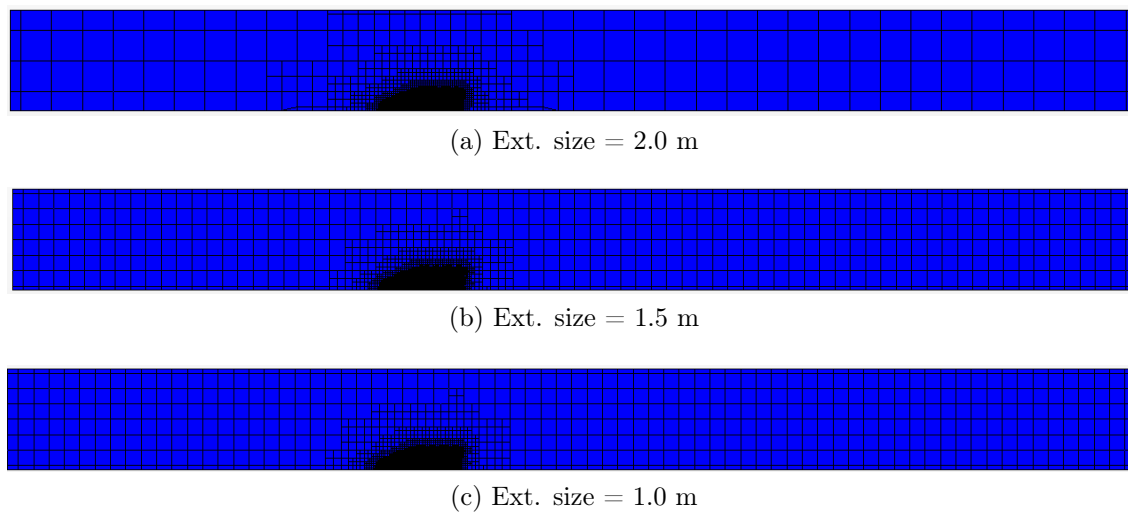 (a) Ext. size = 2.0 m
(b) Ext. size = 1.5 m
(c) Ext. size = 1.0 m